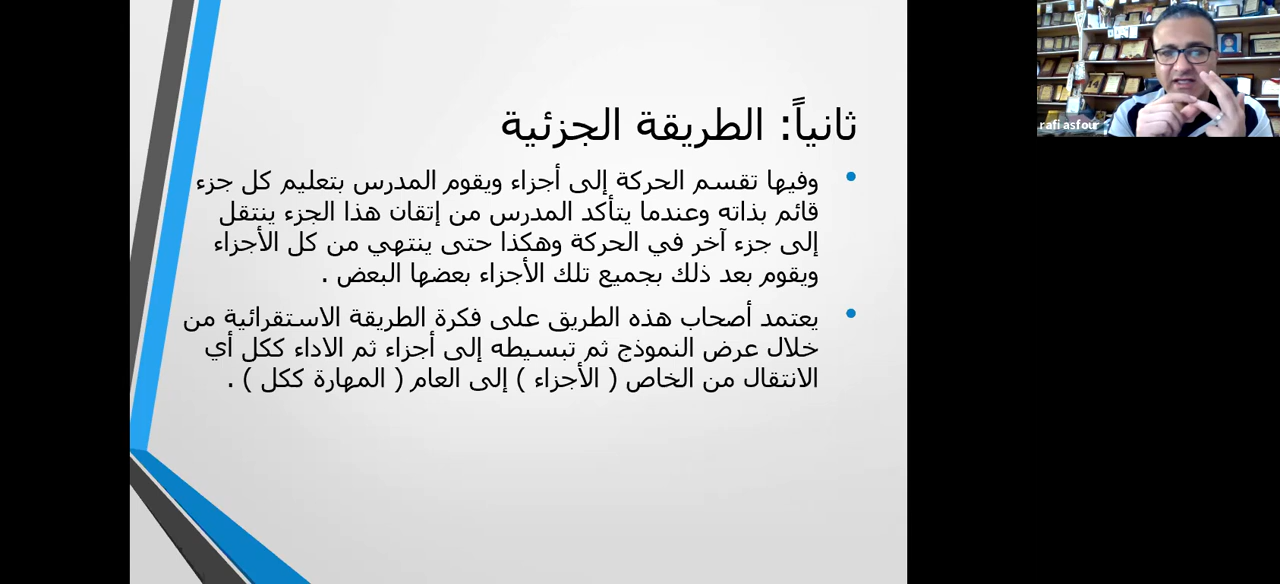 ثانياً: الطريقة الجزئية
وفيها تقسم الحركة إلى أجزاء ويقوم المدرس بتعليم كل جزء
قائم بذاته وعندما يتأكد المدرس من إتقان هذا الجزء ينتقل
إلى جزء آخر في الحركة وهكذا حتى ينتهي من كل الأجزاء
ويقوم بعد ذلك بجميع تلك الأجزاء بعضها البعض .
يعتمد أصحاب هذه الطريق على فكرة الطريقة الاستقرائية من
خلال عرض النموذج ثم تبسيطه إلى أجزاء ثم الاداء ككل أي
الانتقال من الخاص ( الأجزاء ) إلى العام ( المهارة ككل ) .
rafi asfour